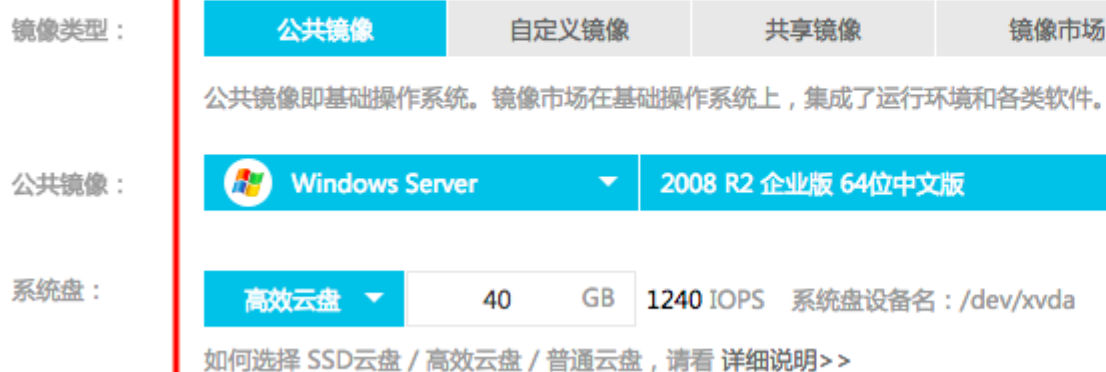 镜像类型： 公共镜像 自定义镜像 共享镜像 镜像市场
公共镜像即基础操作系统。镜像市场在基础操作系统上，集成了运行环境和各类软件。
公共镜像： Windows Server 2008 R2 企业版 64位中文版
系统盘： 高效云盘 40 GB 1240 IOPS 系统盘设备名：/dev/xvda
如何选择 SSD云盘 / 高效云盘 / 普通云盘，请看 详细说明>>